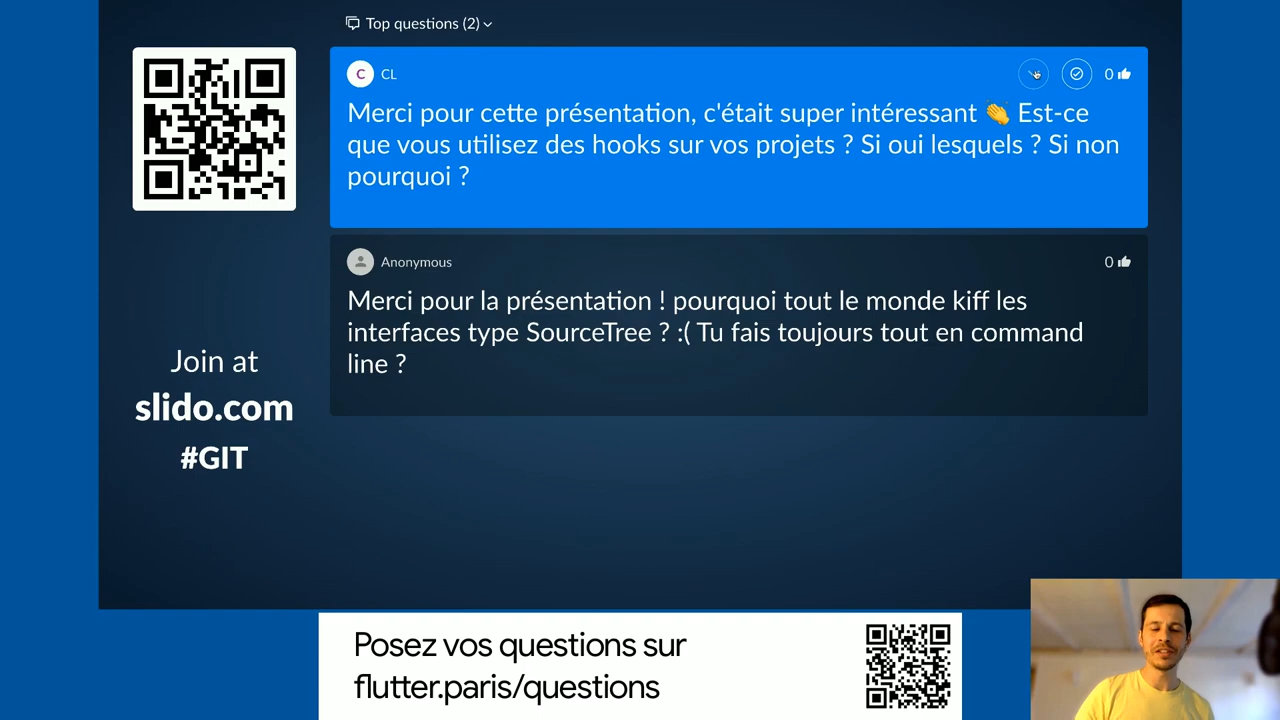 Top questions (2)
C CL 0
Merci pour cette présentation, c'était super intéressant 👏 Est-ce
que vous utilisez des hooks sur vos projets ? Si oui lesquels ? Si non
pourquoi ?
Anonymous 0
Merci pour la présentation ! pourquoi tout le monde kiff les
interfaces type SourceTree ? :( Tu fais toujours tout en command
line ?
Join at
slido.com
#GIT
Posez vos questions sur
flutter.paris/questions